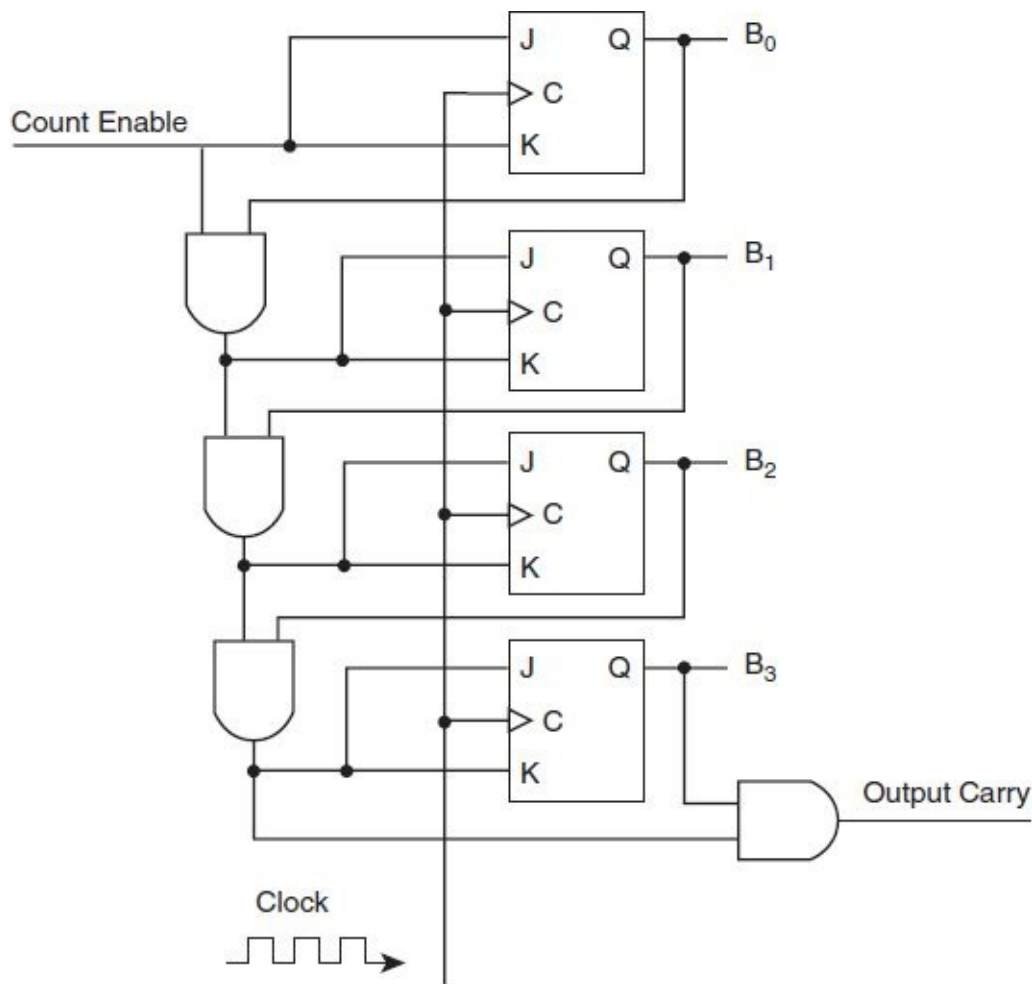 J Q B₀
C
Count Enable
K
J Q B₁
C
K
J Q B₂
C
K
J Q B₃
C
K
Output Carry
Clock